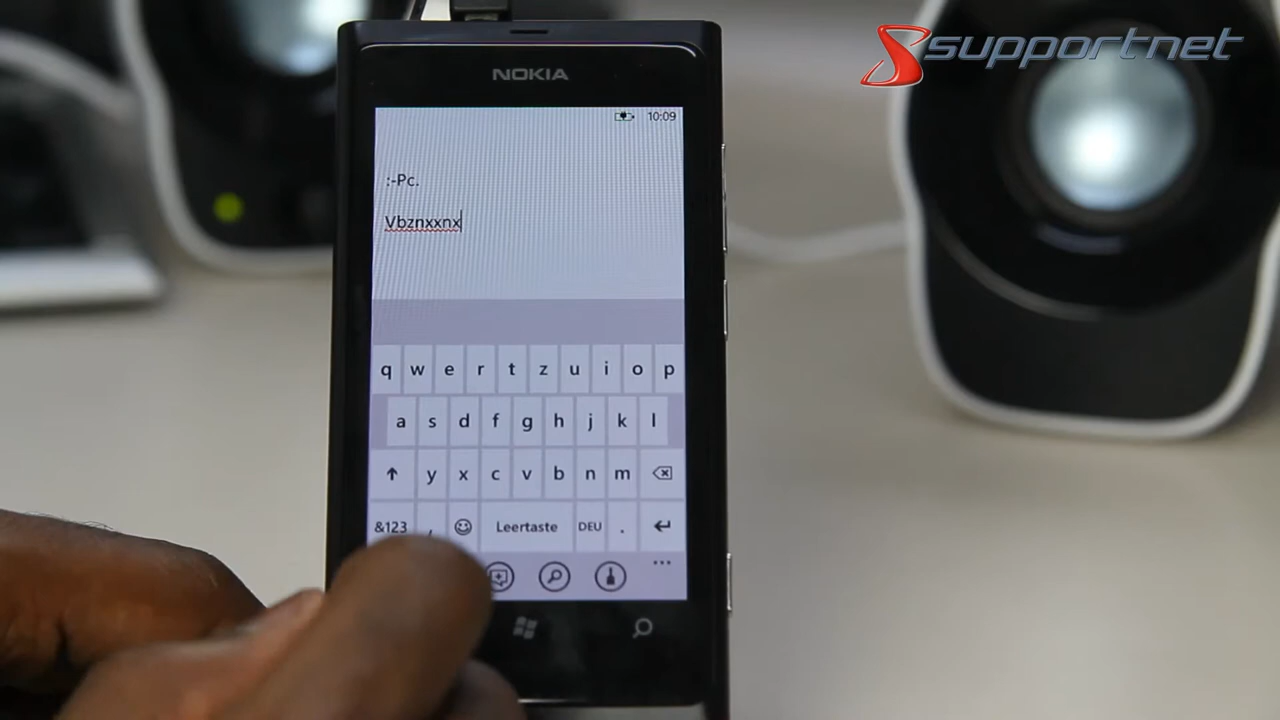 supportnet
NOKIA
10:09
:-Pc.
Vbznxxnx
q w e r t z u i o p
a s d f g h j k l
y x c v b n m
&123 , Leertaste DEU .
...